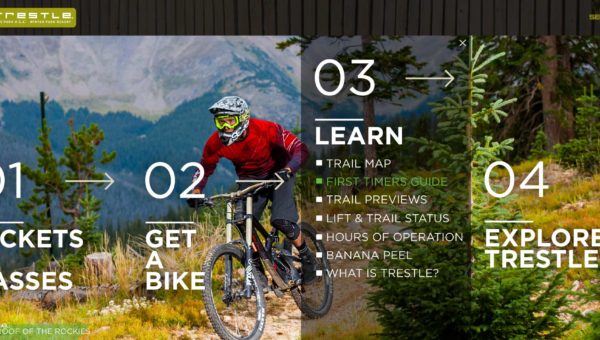 TRESTLE
WINTER PARK RESORT
SE
01
CKETS
ASSES
02
GET
A
BIKE
03
LEARN
TRAIL MAP
FIRST TIMERS GUIDE
TRAIL PREVIEWS
LIFT & TRAIL STATUS
HOURS OF OPERATION
BANANA PEEL
WHAT IS TRESTLE?
04
EXPLORE
TRESTLE
OOF OF THE ROCKIES